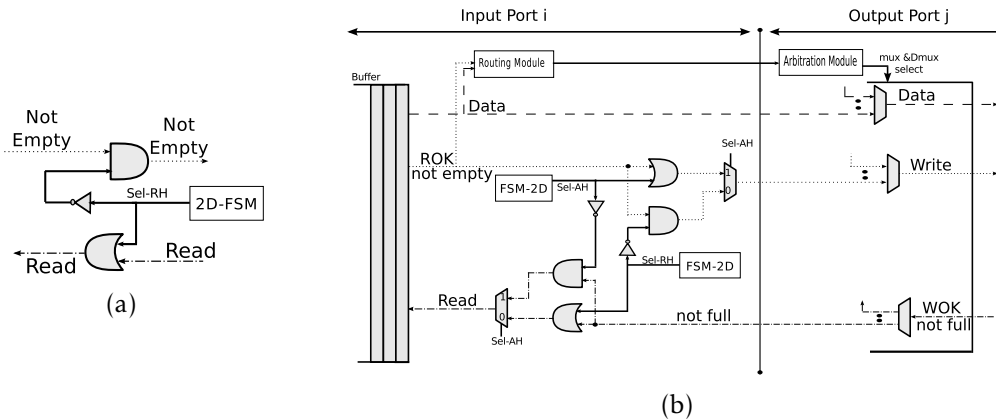 Not
Empty
Not
Empty
Sel-RH
2D-FSM
Read
Read
(a)
Input Port i
Output Port j
Routing Module
Arbitration Module
mux &Dmux
select
Buffer
Data
Data
ROK
not empty
FSM-2D
Sel-AH
Sel-AH
1
0
Write
Sel-RH
FSM-2D
Read
1
0
Sel-AH
not full
WOK
not full
(b)